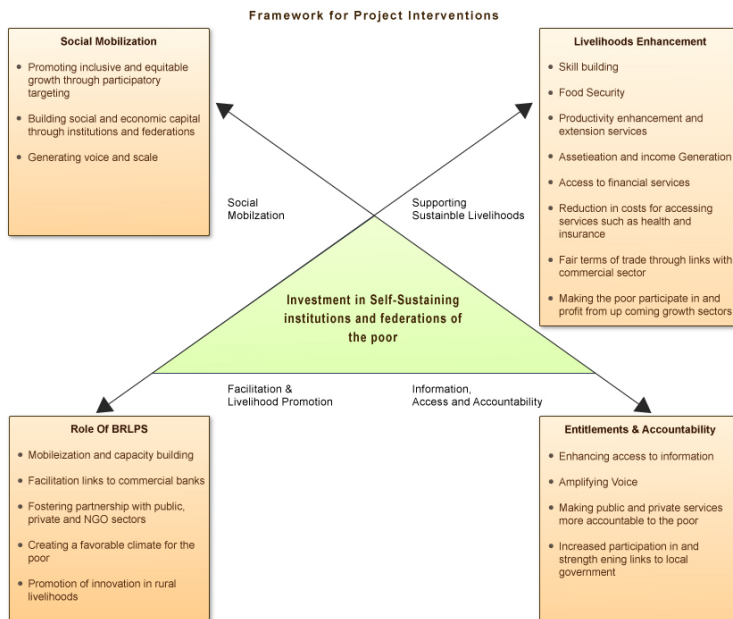 Framework for Project Interventions
Social Mobilization
Promoting inclusive and equitable
growth through participatory
targeting
Building social and economic capital
through institutions and federations
Generating voice and scale
Livelihoods Enhancement
Skill building
Food Security
Productivity enhancement and
extension services
Assetieation and income Generation
Access to financial services
Reduction in costs for accessing
services such as health and
insurance
Fair terms of trade through links with
commercial sector
Making the poor participate in and
profit from up coming growth sectors
Social
Mobilzation
Supporting
Sustainble Livelihoods
Investment in Self-Sustaining
institutions and federations of
the poor
Facilitation &
Livelihood Promotion
Information,
Access and Accountability
Role Of BRLPS
Mobileization and capacity building
Facilitation links to commercial banks
Fostering partnership with public,
private and NGO sectors
Creating a favorable climate for the
poor
Promotion of innovation in rural
livelihoods
Entitlements & Accountability
Enhancing access to information
Amplifying Voice
Making public and private services
more accountable to the poor
Increased participation in and
strength ening links to local
government